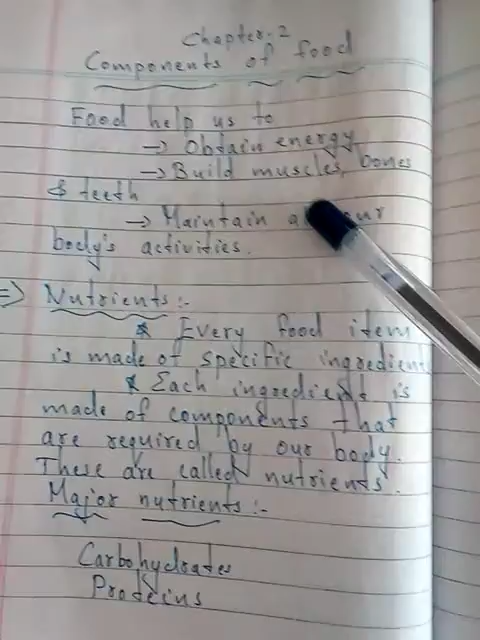 Chapter-2
Components of food
Food help us to
→ Obtain energy
→ Build muscles, bones
& teeth
→ Maintain our
body's activities.
⇒ Nutrients:-
* Every food item
is made of specific ingredient
* Each ingredient is
made of components that
are required by our body.
These are called nutrients.
Major nutrients:-
Carbohydrates
Proteins